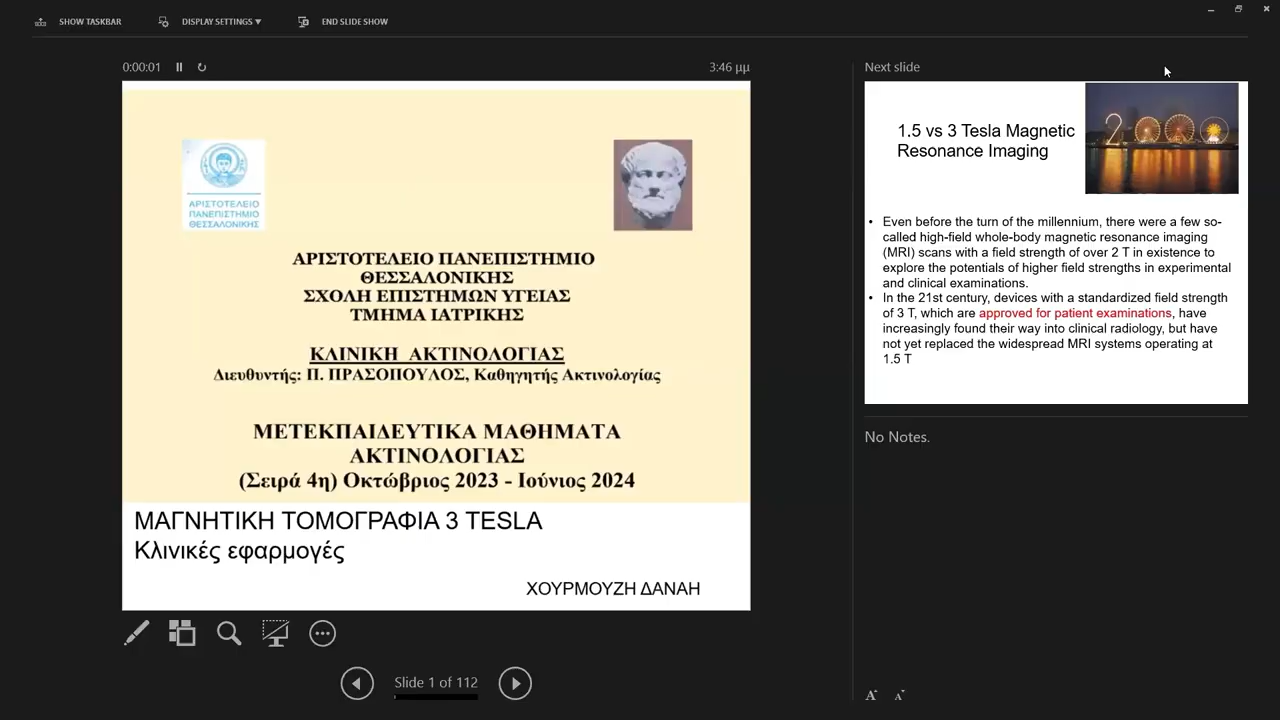 SHOW TASKBAR
DISPLAY SETTINGS ▾
END SLIDE SHOW
0:00:01
3:46 μμ
ΑΡΙΣΤΟΤΕΛΕΙΟ
ΠΑΝΕΠΙΣΤΗΜΙΟ
ΘΕΣΣΑΛΟΝΙΚΗΣ
ΑΡΙΣΤΟΤΕΛΕΙΟ ΠΑΝΕΠΙΣΤΗΜΙΟ
ΘΕΣΣΑΛΟΝΙΚΗΣ
ΣΧΟΛΗ ΕΠΙΣΤΗΜΩΝ ΥΓΕΙΑΣ
ΤΜΗΜΑ ΙΑΤΡΙΚΗΣ
ΚΛΙΝΙΚΗ ΑΚΤΙΝΟΛΟΓΙΑΣ
Διευθυντής: Π. ΠΡΑΣΟΠΟΥΛΟΣ, Καθηγητής Ακτινολογίας
ΜΕΤΕΚΠΑΙΔΕΥΤΙΚΑ ΜΑΘΗΜΑΤΑ
ΑΚΤΙΝΟΛΟΓΙΑΣ
(Σειρά 4η) Οκτώβριος 2023 - Ιούνιος 2024
ΜΑΓΝΗΤΙΚΗ ΤΟΜΟΓΡΑΦΙΑ 3 TESLA
Κλινικές εφαρμογές
ΧΟΥΡΜΟΥΖΗ ΔΑΝΑΗ
Slide 1 of 112
Next slide
1.5 vs 3 Tesla Magnetic
Resonance Imaging
2
• Even before the turn of the millennium, there were a few so-
called high-field whole-body magnetic resonance imaging
(MRI) scans with a field strength of over 2 T in existence to
explore the potentials of higher field strengths in experimental
and clinical examinations.
• In the 21st century, devices with a standardized field strength
of 3 T, which are approved for patient examinations, have
increasingly found their way into clinical radiology, but have
not yet replaced the widespread MRI systems operating at
1.5 T
No Notes.
A A